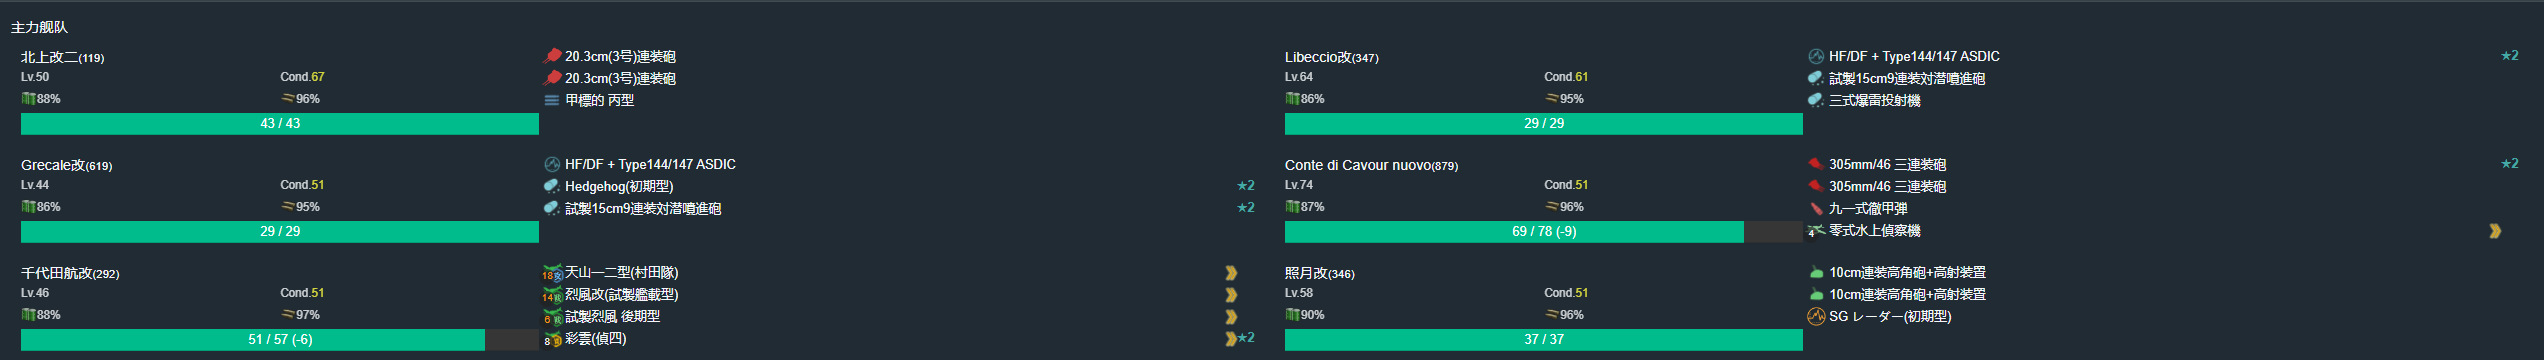 主力舰队
北上改二(119)
Lv.50 Cond.67
88% 96%
43 / 43
20.3cm(3号)連装砲
20.3cm(3号)連装砲
甲標的 丙型
Libeccio改(347)
Lv.64 Cond.61
86% 95%
29 / 29
HF/DF + Type144/147 ASDIC ★2
試製15cm9連装対潜噴進砲
三式爆雷投射機
Grecale改(619)
Lv.44 Cond.51
86% 95%
29 / 29
HF/DF + Type144/147 ASDIC
Hedgehog(初期型) ★2
試製15cm9連装対潜噴進砲 ★2
Conte di Cavour nuovo(879)
Lv.74 Cond.51
87% 96%
69 / 78 (-9)
305mm/46 三連装砲 ★2
305mm/46 三連装砲
九一式徹甲弾
4 零式水上偵察機
千代田航改(292)
Lv.46 Cond.51
88% 97%
51 / 57 (-6)
18 天山一二型(村田隊)
14 烈風改(試製艦載型)
6 試製烈風 後期型
8 彩雲(偵四) ★2
照月改(346)
Lv.58 Cond.51
90% 96%
37 / 37
10cm連装高角砲+高射装置
10cm連装高角砲+高射装置
SG レーダー(初期型)